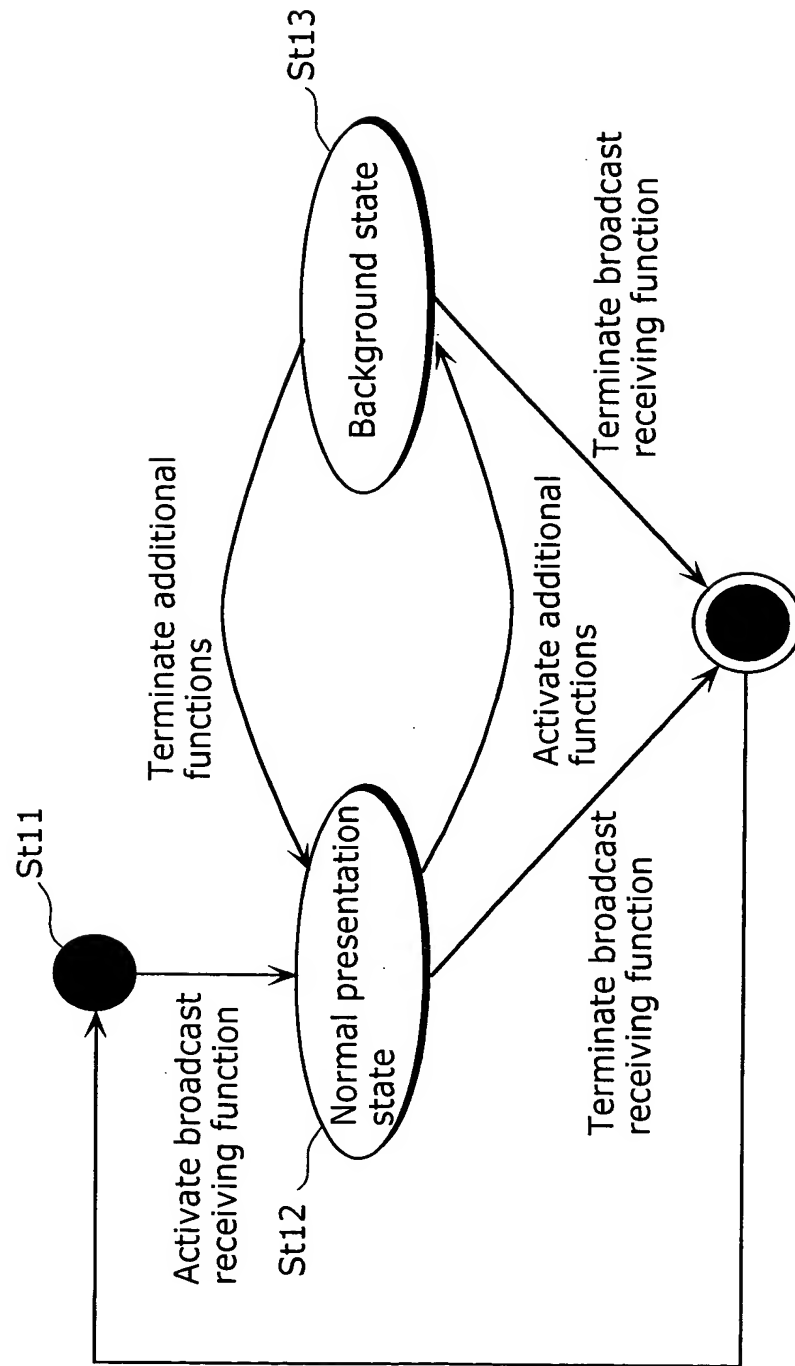 St11
Activate broadcast
receiving function
St12
Normal presentation
state
Terminate additional
functions
St13
Background state
Activate additional
functions
Terminate broadcast
receiving function
Terminate broadcast
receiving function